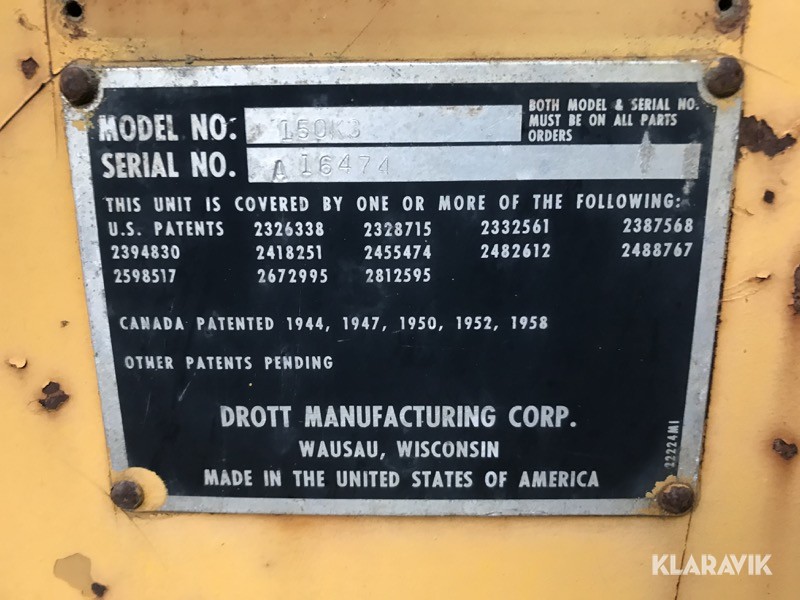 MODEL NO:
BOTH MODEL & SERIAL NO.
MUST BE ON ALL PARTS
ORDERS
SERIAL NO. A 16474
THIS UNIT IS COVERED BY ONE OR MORE OF THE FOLLOWING:
U.S. PATENTS 2326338 2328715 2332561 2387568
2394830 2418251 2455474 2482612 2488767
2598517 2672995 2812595
CANADA PATENTED 1944, 1947, 1950, 1952, 1958
OTHER PATENTS PENDING
DROTT MANUFACTURING CORP.
WAUSAU, WISCONSIN
MADE IN THE UNITED STATES OF AMERICA
22224MI
KLARAVIK